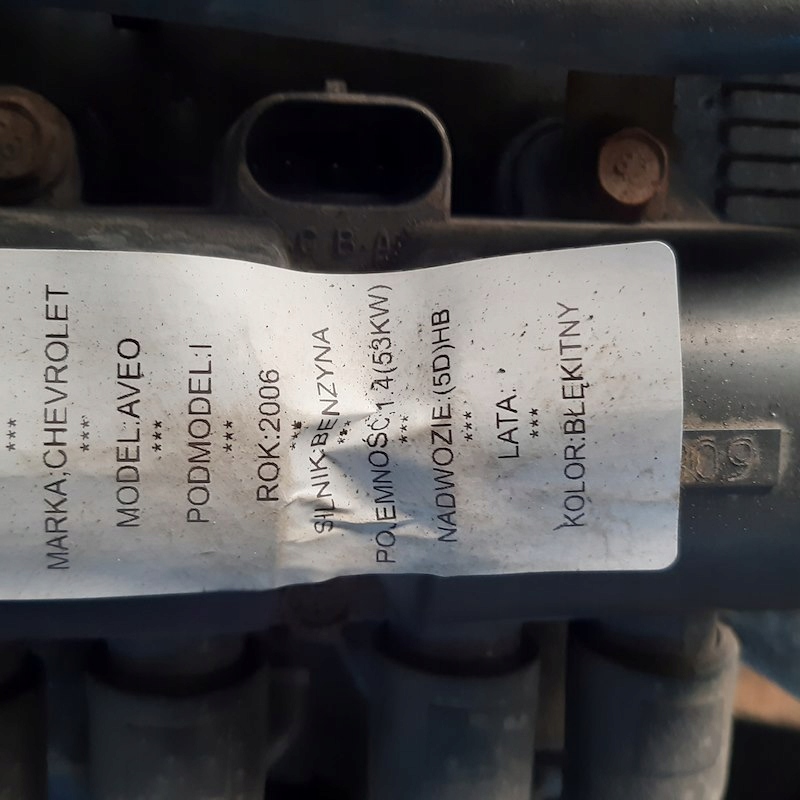 ***
MARKA:CHEVROLET
***
MODEL:AVEO
***
PODMODEL:I
***
ROK:2006
***
SILNIK:BENZYNA
***
POJEMNOŚĆ:1.4(53KW)
***
NADWOZIE:(5D)HB
***
LATA:
***
KOLOR:BŁĘKITNY
C B A
09